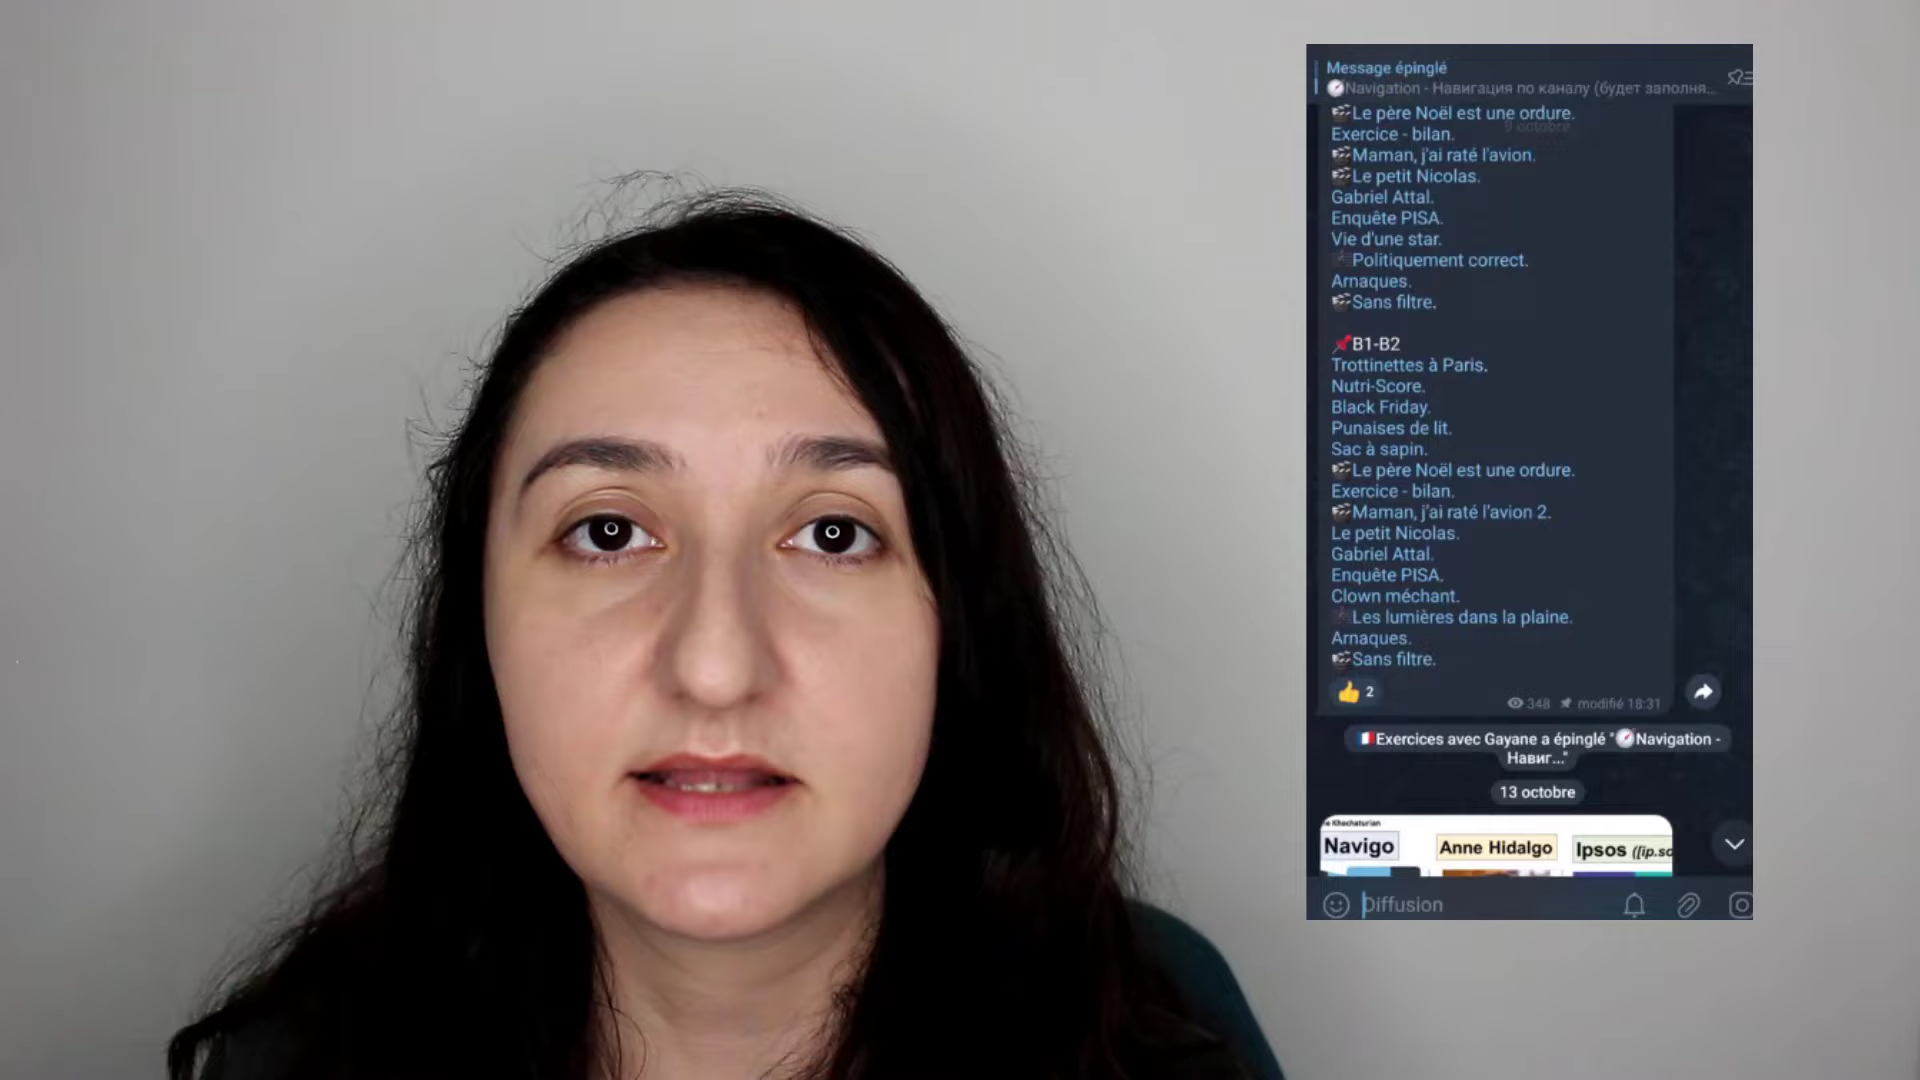 Message épinglé
Navigation - Навигация по каналу (будет заполня...
Le père Noël est une ordure.
9 octobre
Exercice - bilan.
Maman, j'ai raté l'avion.
Le petit Nicolas.
Gabriel Attal.
Enquête PISA.
Vie d'une star.
Politiquement correct.
Arnaques.
Sans filtre.
B1-B2
Trottinettes à Paris.
Nutri-Score.
Black Friday.
Punaises de lit.
Sac à sapin.
Le père Noël est une ordure.
Exercice - bilan.
Maman, j'ai raté l'avion 2.
Le petit Nicolas.
Gabriel Attal.
Enquête PISA.
Clown méchant.
Les lumières dans la plaine.
Arnaques.
Sans filtre.
2
348 modifié 18:31
Exercices avec Gayane a épinglé "Navigation -
Навиг..."
13 octobre
e Khachaturian
Navigo Anne Hidalgo Ipsos ([ip.sc
Diffusion